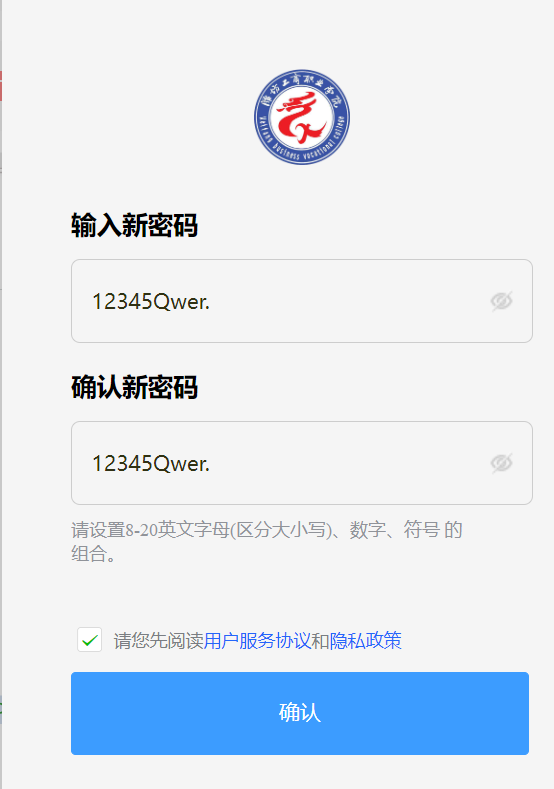 潍坊工商职业学院
Weifang business vocational college
输入新密码
12345Qwer.
确认新密码
12345Qwer.
请设置8-20英文字母(区分大小写)、数字、符号 的
组合。
请您先阅读用户服务协议和隐私政策
确认